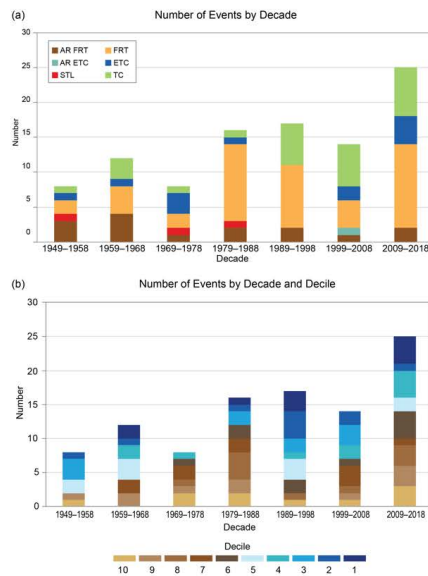 (a) Number of Events by Decade
30
25
20
15
10
5
0
Number
AR FRT FRT
AR ETC ETC
STL TC
1949–1958 1959–1968 1969–1978 1979–1988 1989–1998 1999–2008 2009–2018
Decade
(b) Number of Events by Decade and Decile
30
25
20
15
10
5
0
Number
1949–1958 1959–1968 1969–1978 1979–1988 1989–1998 1999–2008 2009–2018
Decade
Decile
10 9 8 7 6 5 4 3 2 1